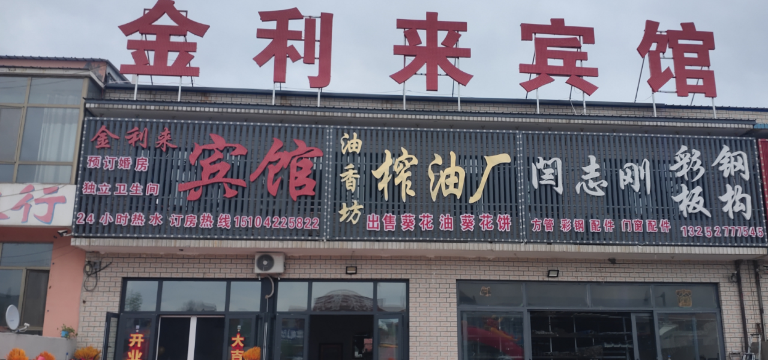 金利来宾馆
金利来
宾馆
预订婚房
独立卫生间
24小时热水 订房热线15104225822
油香坊
榨油厂
出售葵花油 葵花饼
闫志刚
彩板
钢构
方管 彩钢 配件 门窗配件
13252777545
行
开业
大吉